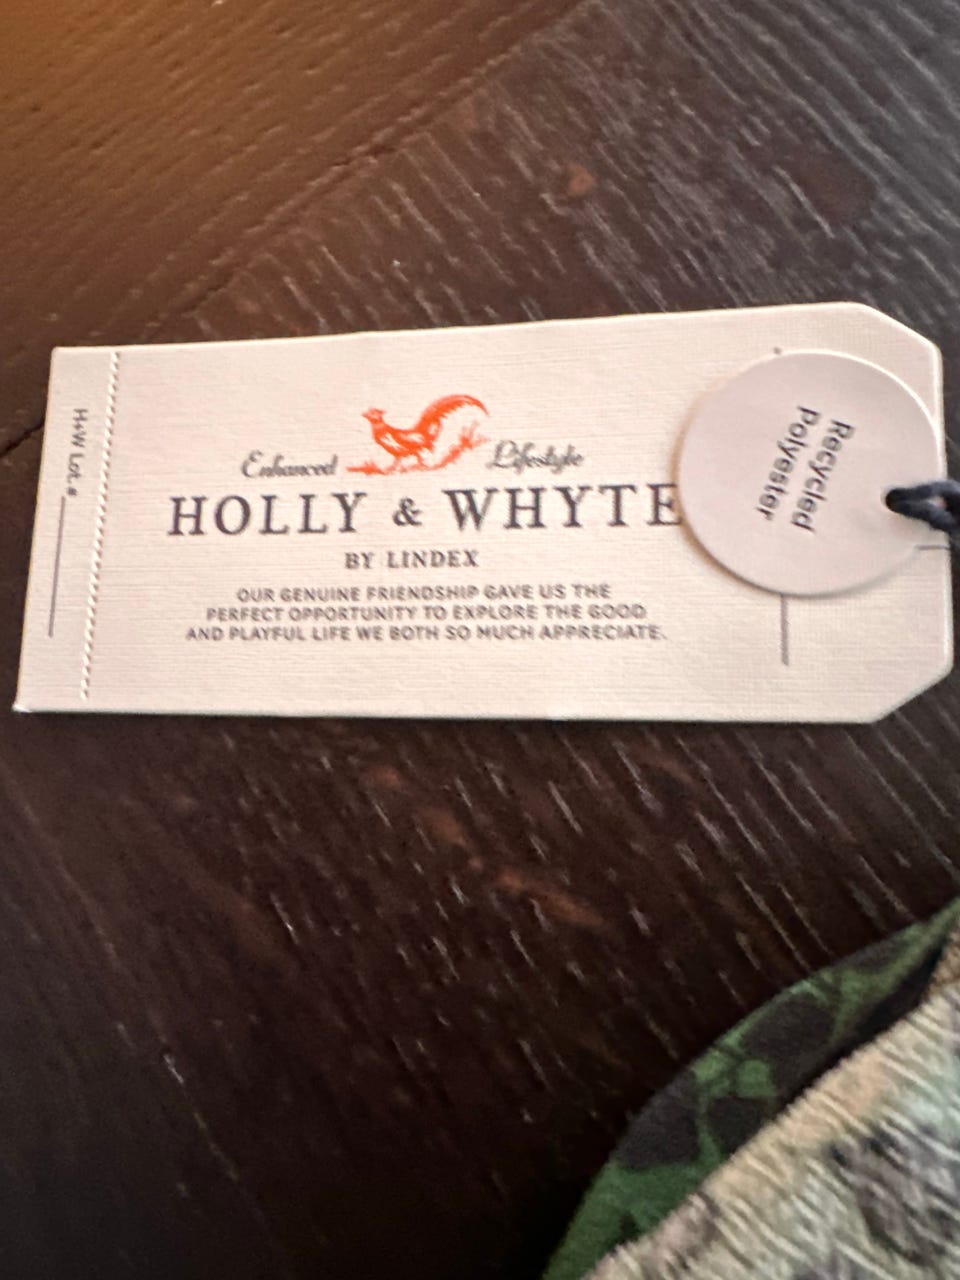 H+W Lot.#
Enhanced Lifestyle
HOLLY & WHYTE
BY LINDEX
OUR GENUINE FRIENDSHIP GAVE US THE
PERFECT OPPORTUNITY TO EXPLORE THE GOOD
AND PLAYFUL LIFE WE BOTH SO MUCH APPRECIATE.
Recycled
Polyester